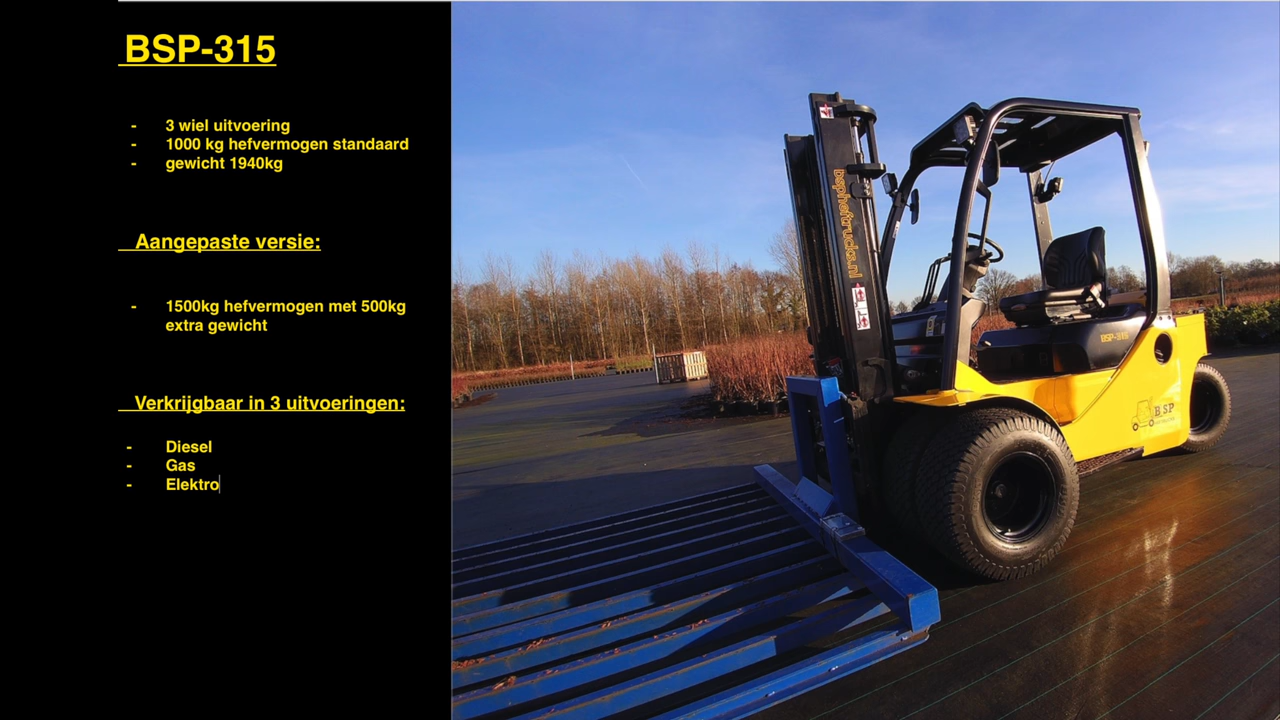 BSP-315
- 3 wiel uitvoering
- 1000 kg hefvermogen standaard
- gewicht 1940kg
Aangepaste versie:
- 1500kg hefvermogen met 500kg
extra gewicht
Verkrijgbaar in 3 uitvoeringen:
- Diesel
- Gas
- Elektro
bspheftrucks.nl
BSP-315
BSP